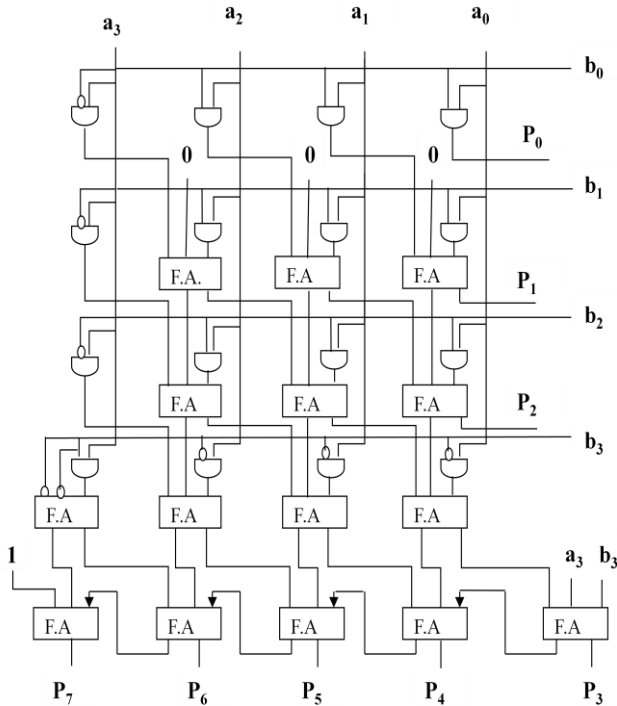 a3 a2 a1 a0
b0
P0
0 0 0
b1
F.A. F.A F.A
P1
b2
F.A F.A F.A
P2
b3
F.A F.A F.A F.A
1 a3 b3
F.A F.A F.A F.A F.A
P7 P6 P5 P4 P3